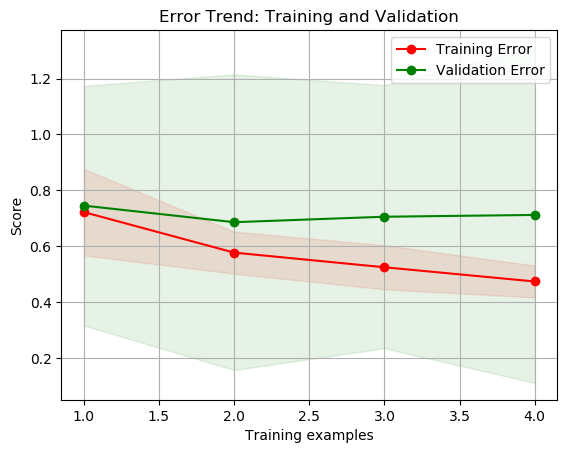 Error Trend: Training and Validation
Training Error
Validation Error
1.2
1.0
0.8
0.6
0.4
0.2
Score
1.0 1.5 2.0 2.5 3.0 3.5 4.0
Training examples